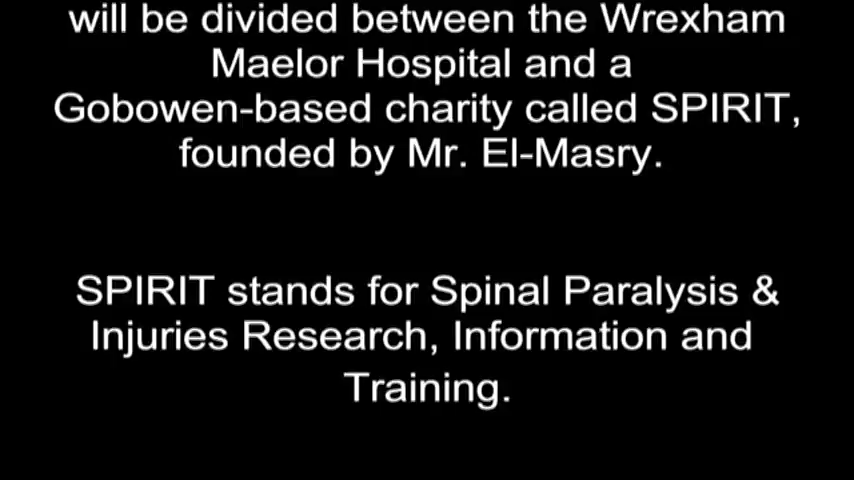 will be divided between the Wrexham
Maelor Hospital and a
Gobowen-based charity called SPIRIT,
founded by Mr. El-Masry.
SPIRIT stands for Spinal Paralysis &
Injuries Research, Information and
Training.